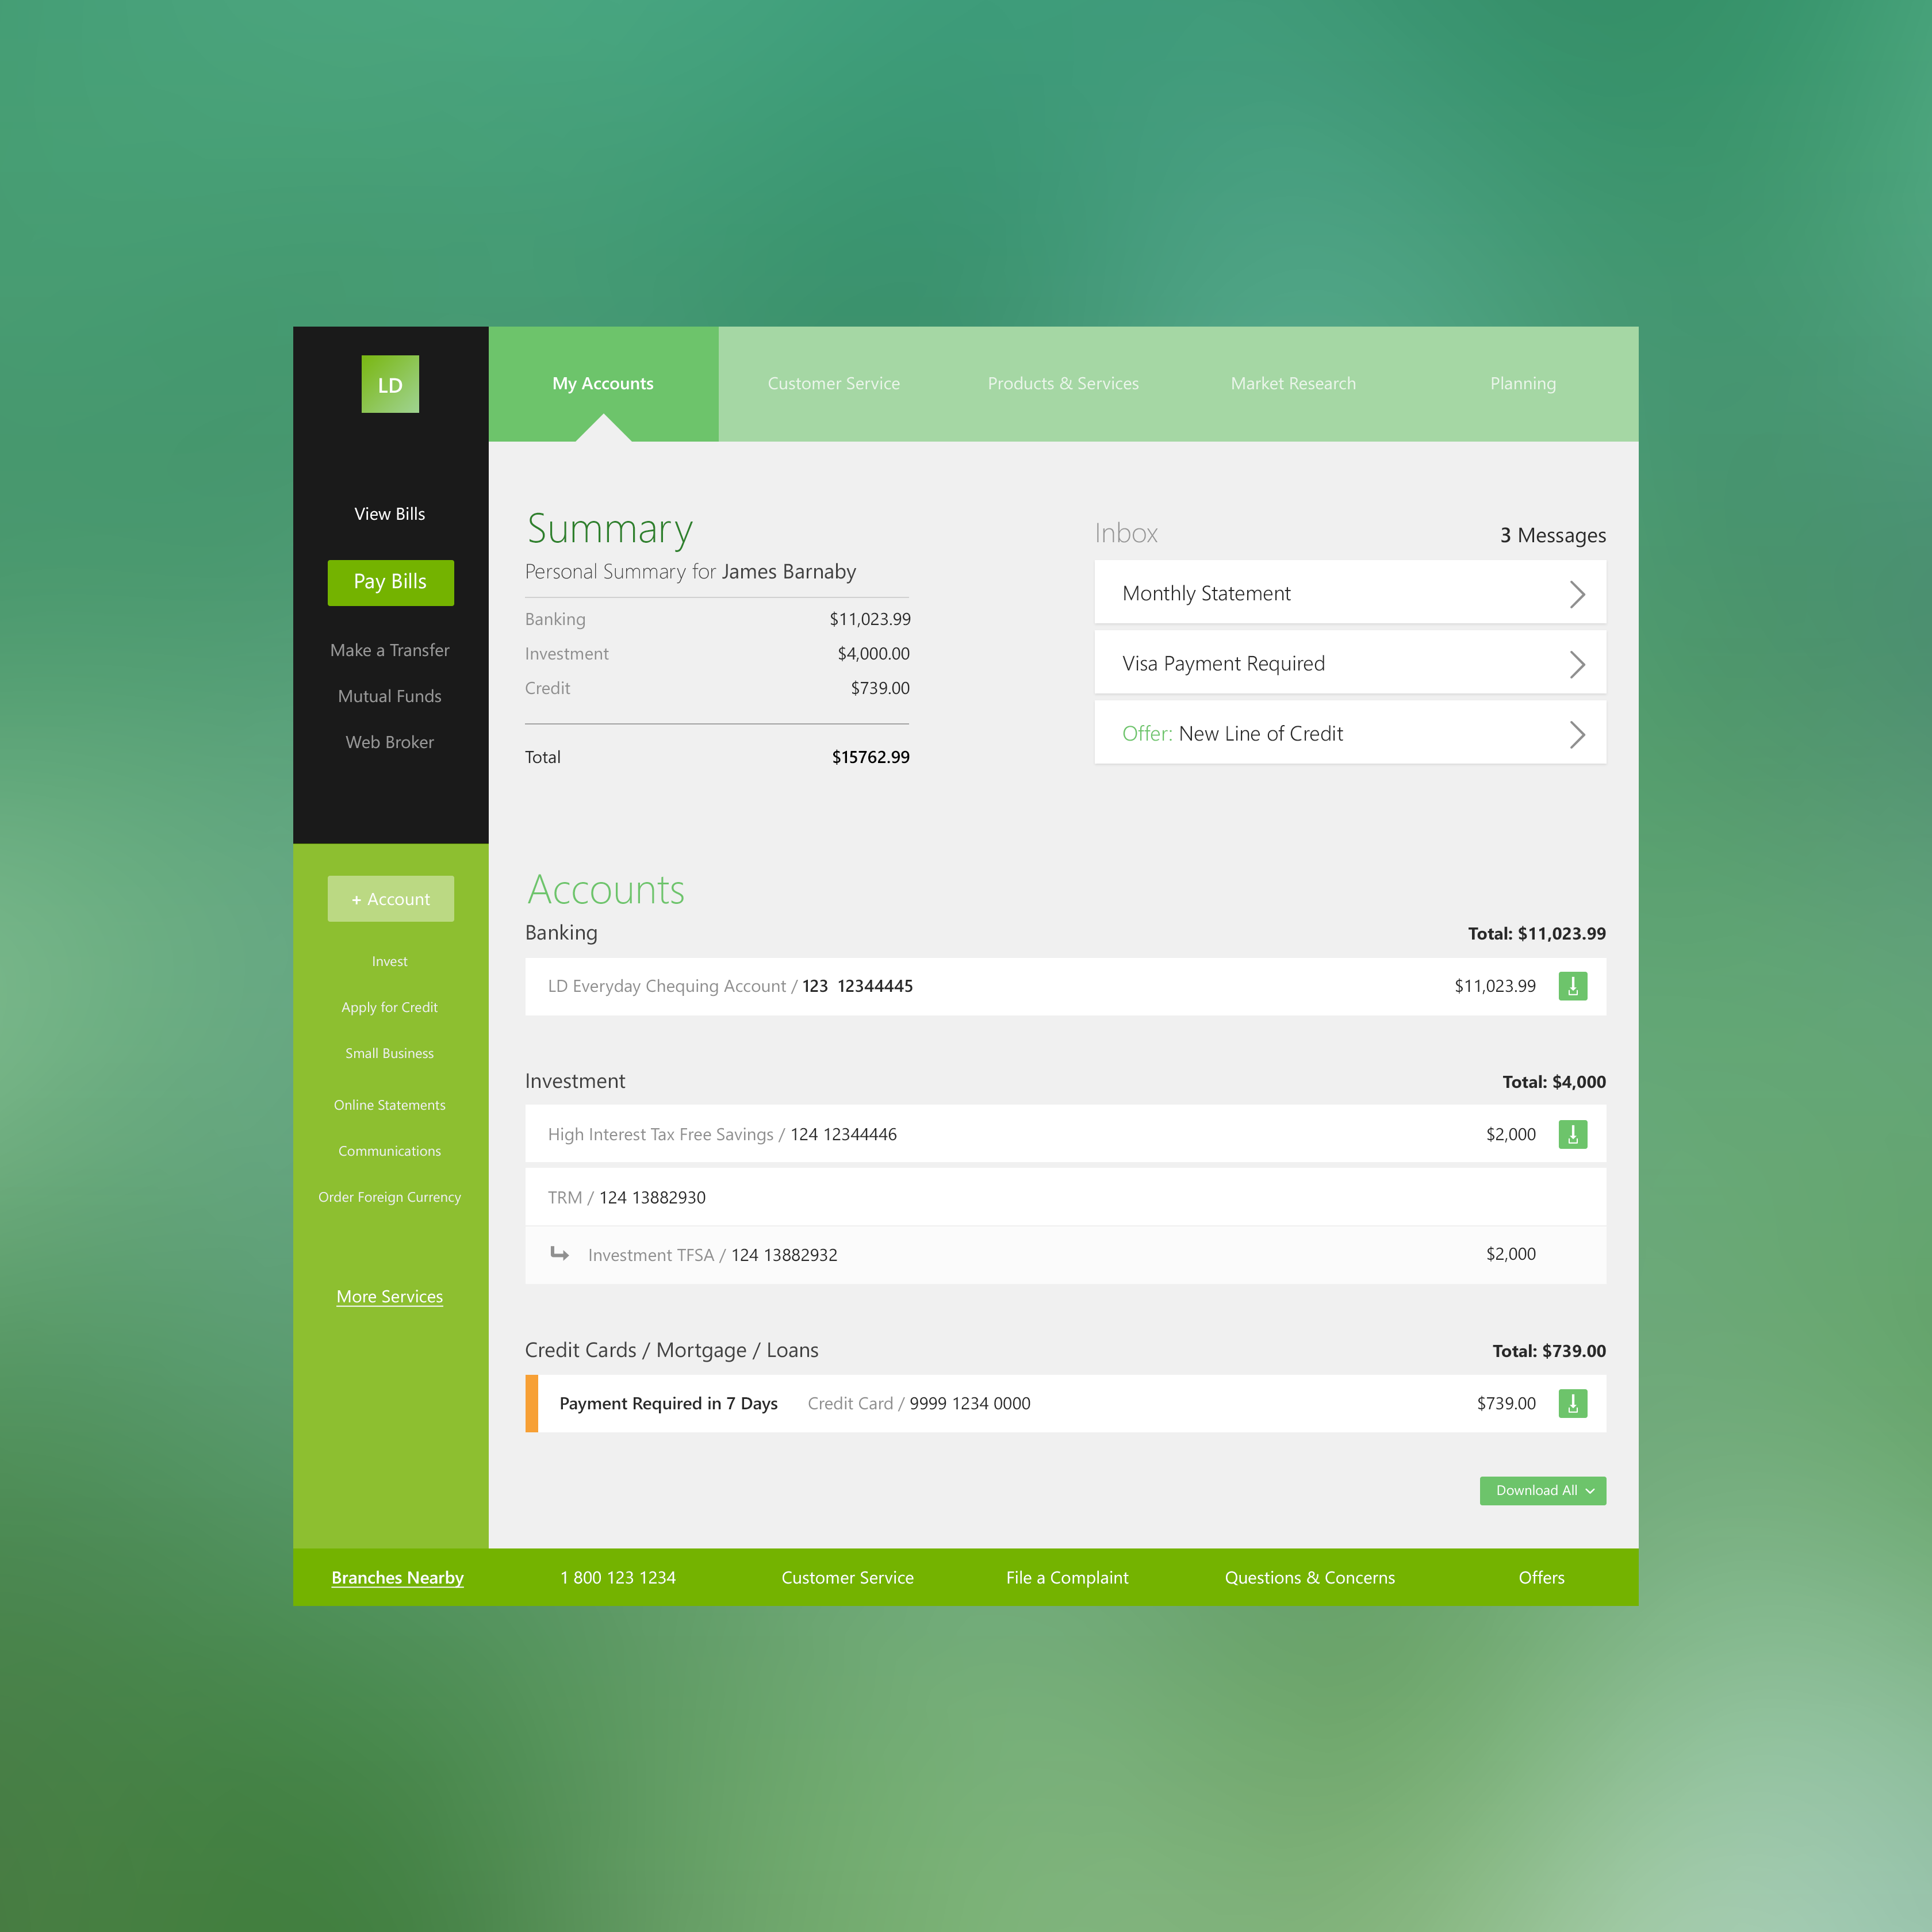 LD
My Accounts
Customer Service
Products & Services
Market Research
Planning
View Bills
Pay Bills
Make a Transfer
Mutual Funds
Web Broker
+ Account
Invest
Apply for Credit
Small Business
Online Statements
Communications
Order Foreign Currency
More Services
Summary
Personal Summary for James Barnaby
Banking $11,023.99
Investment $4,000.00
Credit $739.00
Total $15762.99
Inbox 3 Messages
Monthly Statement
Visa Payment Required
Offer: New Line of Credit
Accounts
Banking Total: $11,023.99
LD Everyday Chequing Account / 123 12344445 $11,023.99
Investment Total: $4,000
High Interest Tax Free Savings / 124 12344446 $2,000
TRM / 124 13882930
Investment TFSA / 124 13882932 $2,000
Credit Cards / Mortgage / Loans Total: $739.00
Payment Required in 7 Days Credit Card / 9999 1234 0000 $739.00
Download All
Branches Nearby 1 800 123 1234 Customer Service File a Complaint Questions & Concerns Offers